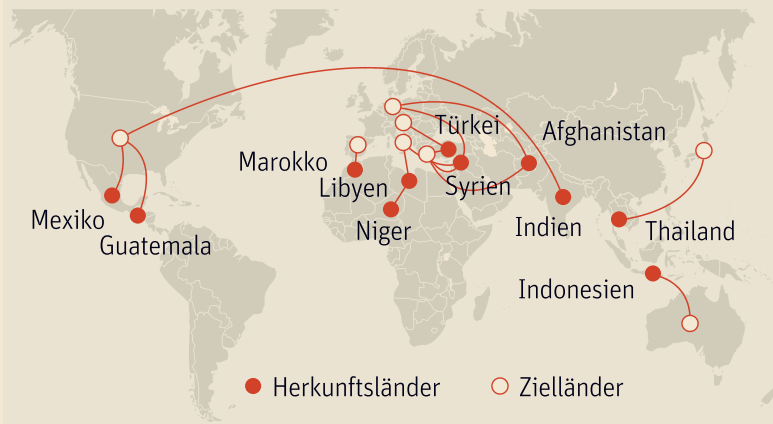 Türkei
Afghanistan
Marokko
Libyen
Syrien
Mexiko
Guatemala
Niger
Indien
Thailand
Indonesien
Herkunftsländer
Zielländer